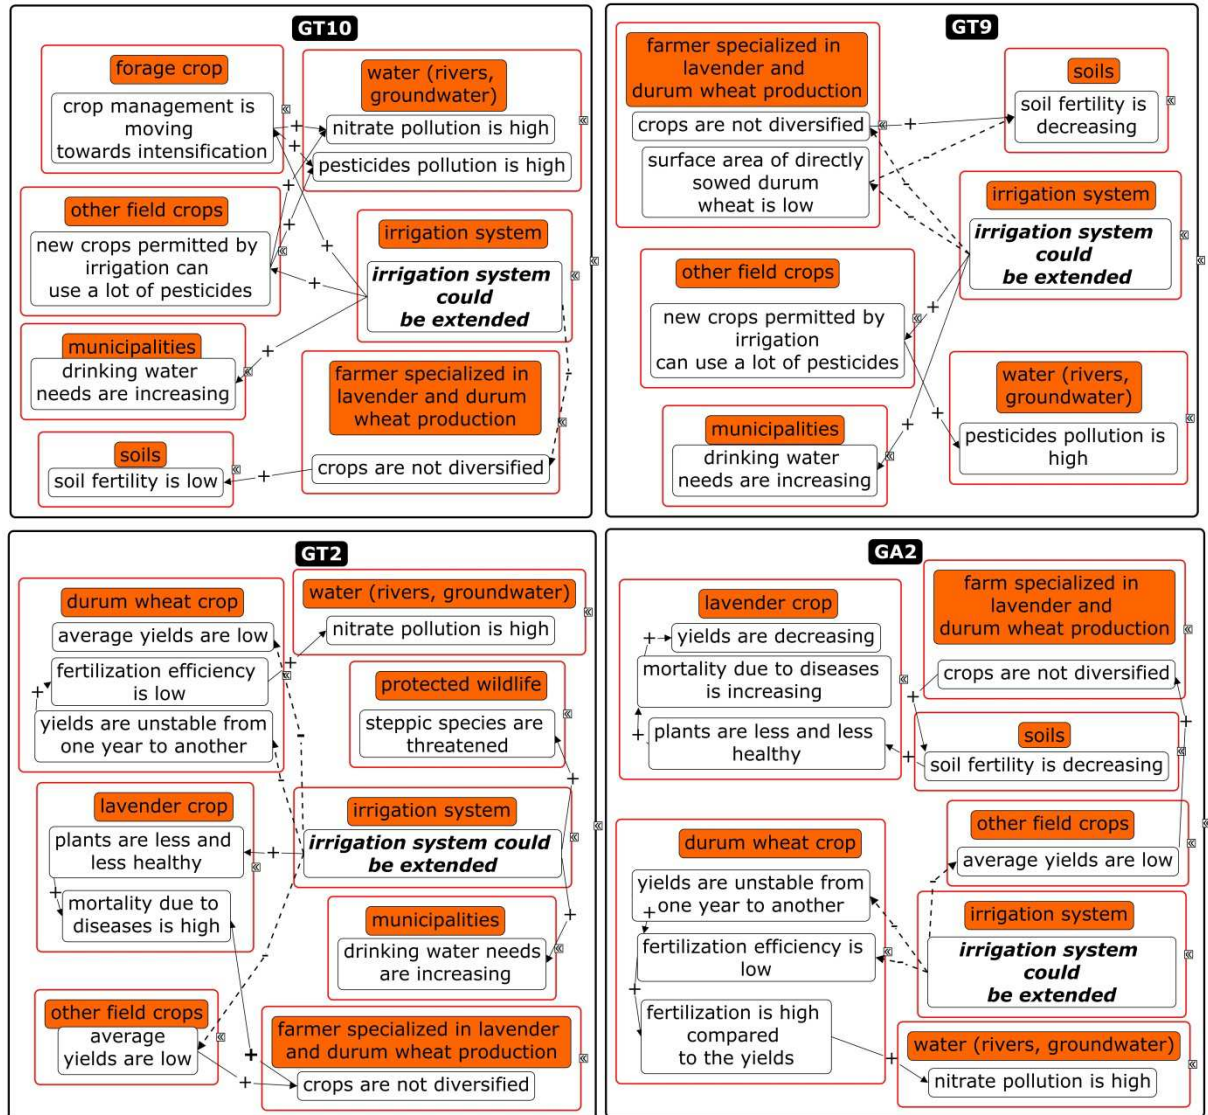 GT10
forage crop
crop management is
moving
towards intensification
water (rivers,
groundwater)
nitrate pollution is high
pesticides pollution is high
other field crops
new crops permitted by
irrigation can
use a lot of pesticides
irrigation system
irrigation system
could
be extended
municipalities
drinking water
needs are increasing
farmer specialized in
lavender and durum
wheat production
crops are not diversified
soils
soil fertility is low
+
+
+
+
+
+
+
-
+
GT9
farmer specialized in
lavender and
durum wheat production
crops are not diversified
surface area of directly
sowed durum
wheat is low
soils
soil fertility is
decreasing
irrigation system
irrigation system
could
be extended
other field crops
new crops permitted by
irrigation
can use a lot of pesticides
water (rivers,
groundwater)
pesticides pollution is
high
municipalities
drinking water
needs are increasing
+
-
-
-
+
+
+
GT2
durum wheat crop
average yields are low
fertilization efficiency
is low
yields are unstable from
one year to another
water (rivers, groundwater)
nitrate pollution is high
protected wildlife
steppic species are
threatened
lavender crop
plants are less and
less healthy
mortality due to
diseases is high
irrigation system
irrigation system could
be extended
municipalities
drinking water needs
are increasing
other field crops
average
yields are low
farmer specialized in lavender
and durum wheat production
crops are not diversified
+
+
-
-
+
+
+
+
-
+
+
GA2
lavender crop
yields are decreasing
mortality due to diseases
is increasing
plants are less and less
healthy
farm specialized in
lavender and
durum wheat production
crops are not diversified
soils
soil fertility is decreasing
other field crops
average yields are low
durum wheat crop
yields are unstable from
one year to another
fertilization efficiency is
low
fertilization is high
compared
to the yields
irrigation system
irrigation system
could
be extended
water (rivers, groundwater)
nitrate pollution is high
+
+
+
+
+
-
-
-
+
+
+